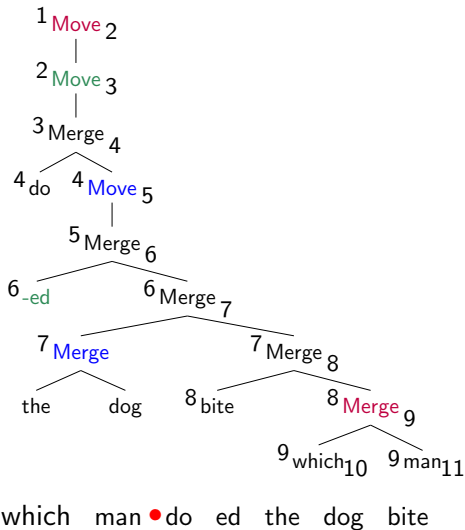 1 Move 2
2 Move 3
3 Merge 4
4 do 4 Move 5
5 Merge 6
6 -ed 6 Merge 7
7 Merge 7 Merge 8
the dog 8 bite 8 Merge 9
9 which 10 9 man 11
which man • do ed the dog bite